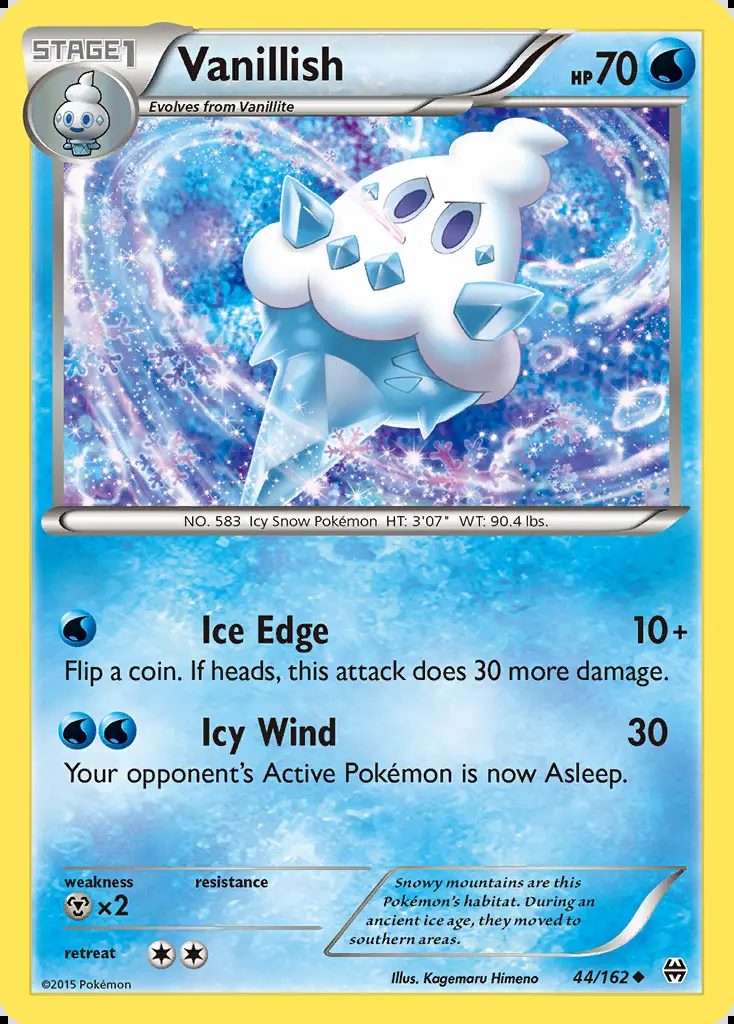 STAGE1
Vanillish
HP 70
Evolves from Vanillite
NO. 583 Icy Snow Pokémon HT: 3'07" WT: 90.4 lbs.
Ice Edge 10+
Flip a coin. If heads, this attack does 30 more damage.
Icy Wind 30
Your opponent's Active Pokémon is now Asleep.
weakness resistance
×2
retreat
Snowy mountains are this
Pokémon's habitat. During an
ancient ice age, they moved to
southern areas.
©2015 Pokémon
Illus. Kagemaru Himeno
44/162